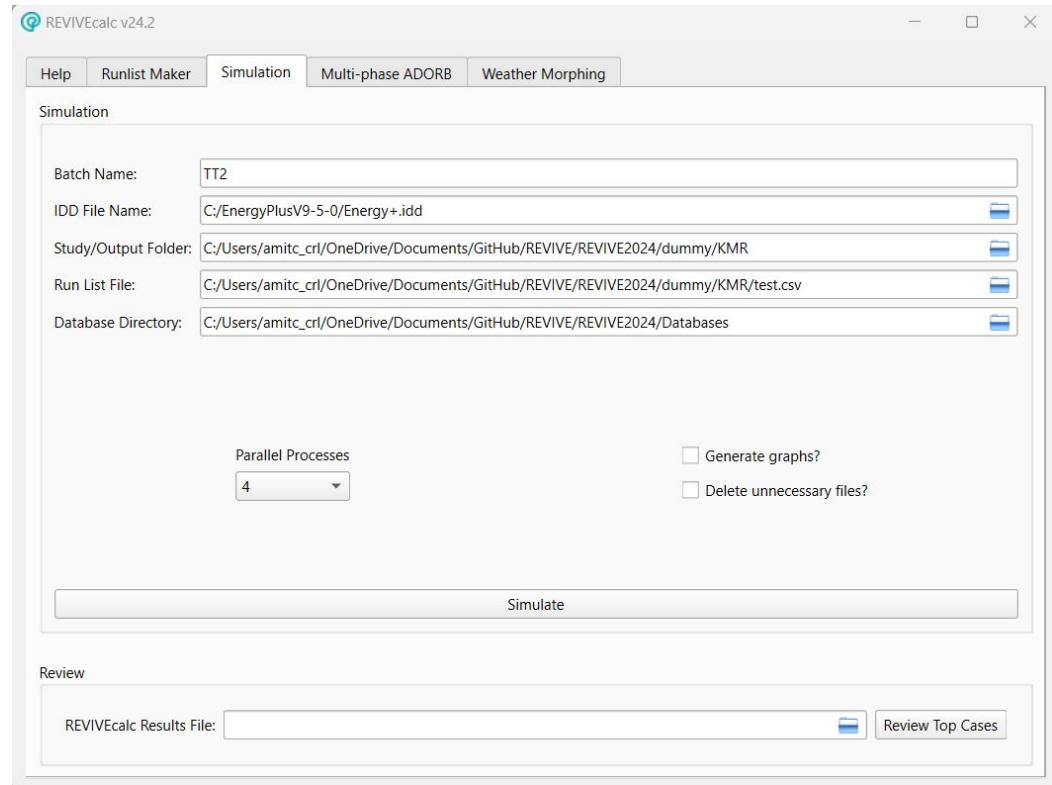 REVIVEcalc v24.2
Help Runlist Maker Simulation Multi-phase ADORB Weather Morphing
Simulation
Batch Name: TT2
IDD File Name: C:/EnergyPlusV9-5-0/Energy+.idd
Study/Output Folder: C:/Users/amitc_crl/OneDrive/Documents/GitHub/REVIVE/REVIVE2024/dummy/KMR
Run List File: C:/Users/amitc_crl/OneDrive/Documents/GitHub/REVIVE/REVIVE2024/dummy/KMR/test.csv
Database Directory: C:/Users/amitc_crl/OneDrive/Documents/GitHub/REVIVE/REVIVE2024/Databases
Parallel Processes Generate graphs?
4 Delete unnecessary files?
Simulate
Review
REVIVEcalc Results File: Review Top Cases